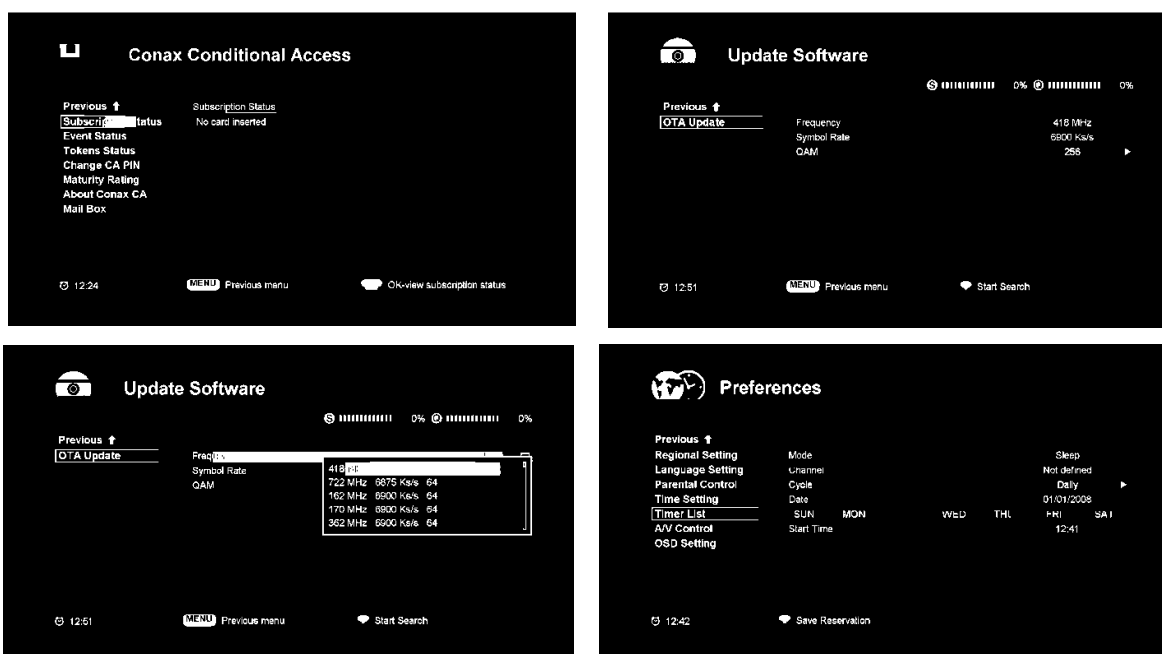 Conax Conditional Access
Previous
Subscription Status
Subscrip tatus
No card inserted
Event Status
Tokens Status
Change CA PIN
Maturity Rating
About Conax CA
Mail Box
12:24
MENU Previous menu
OK-view subscription status
Update Software
S 0% Q 0%
Previous
OTA Update
Frequency 418 MHz
Symbol Rate 6900 Ks/s
QAM 256
12:51
MENU Previous menu
Start Search
Update Software
S 0% Q 0%
Previous
OTA Update
Symbol Rate
QAM
418
722 MHz 6875 Ks/s 64
162 MHz 6900 Ks/s 64
170 MHz 6900 Ks/s 64
362 MHz 6900 Ks/s 64
12:51
MENU Previous menu
Start Search
Preferences
Previous
Regional Setting
Mode Sleep
Language Setting
Channel Not defined
Parental Control
Cycle Daily
Time Setting
Date 01/01/2008
Timer List
SUN MON WED THU FRI SAT
A/V Control
Start Time 12:41
OSD Setting
12:42
Save Reservation